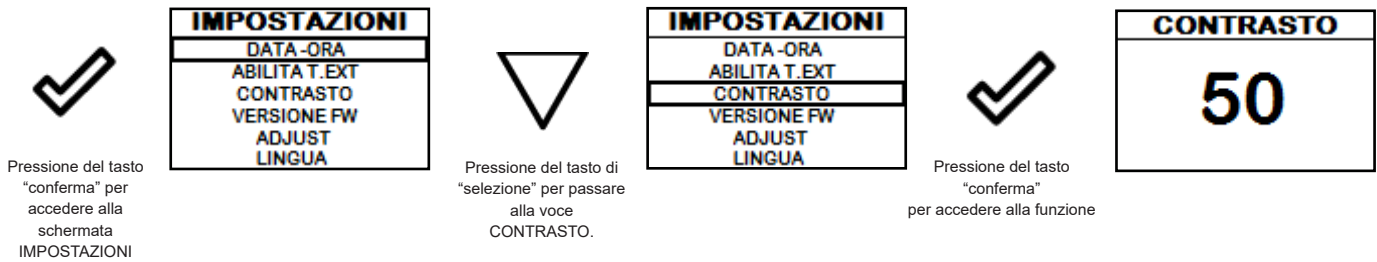 Pressione del tasto
“conferma” per
accedere alla
schermata
IMPOSTAZIONI
IMPOSTAZIONI
DATA -ORA
ABILITA T.EXT
CONTRASTO
VERSIONE FW
ADJUST
LINGUA
Pressione del tasto di
“selezione” per passare
alla voce
CONTRASTO.
IMPOSTAZIONI
DATA -ORA
ABILITA T.EXT
CONTRASTO
VERSIONE FW
ADJUST
LINGUA
Pressione del tasto
“conferma”
per accedere alla funzione
CONTRASTO
50